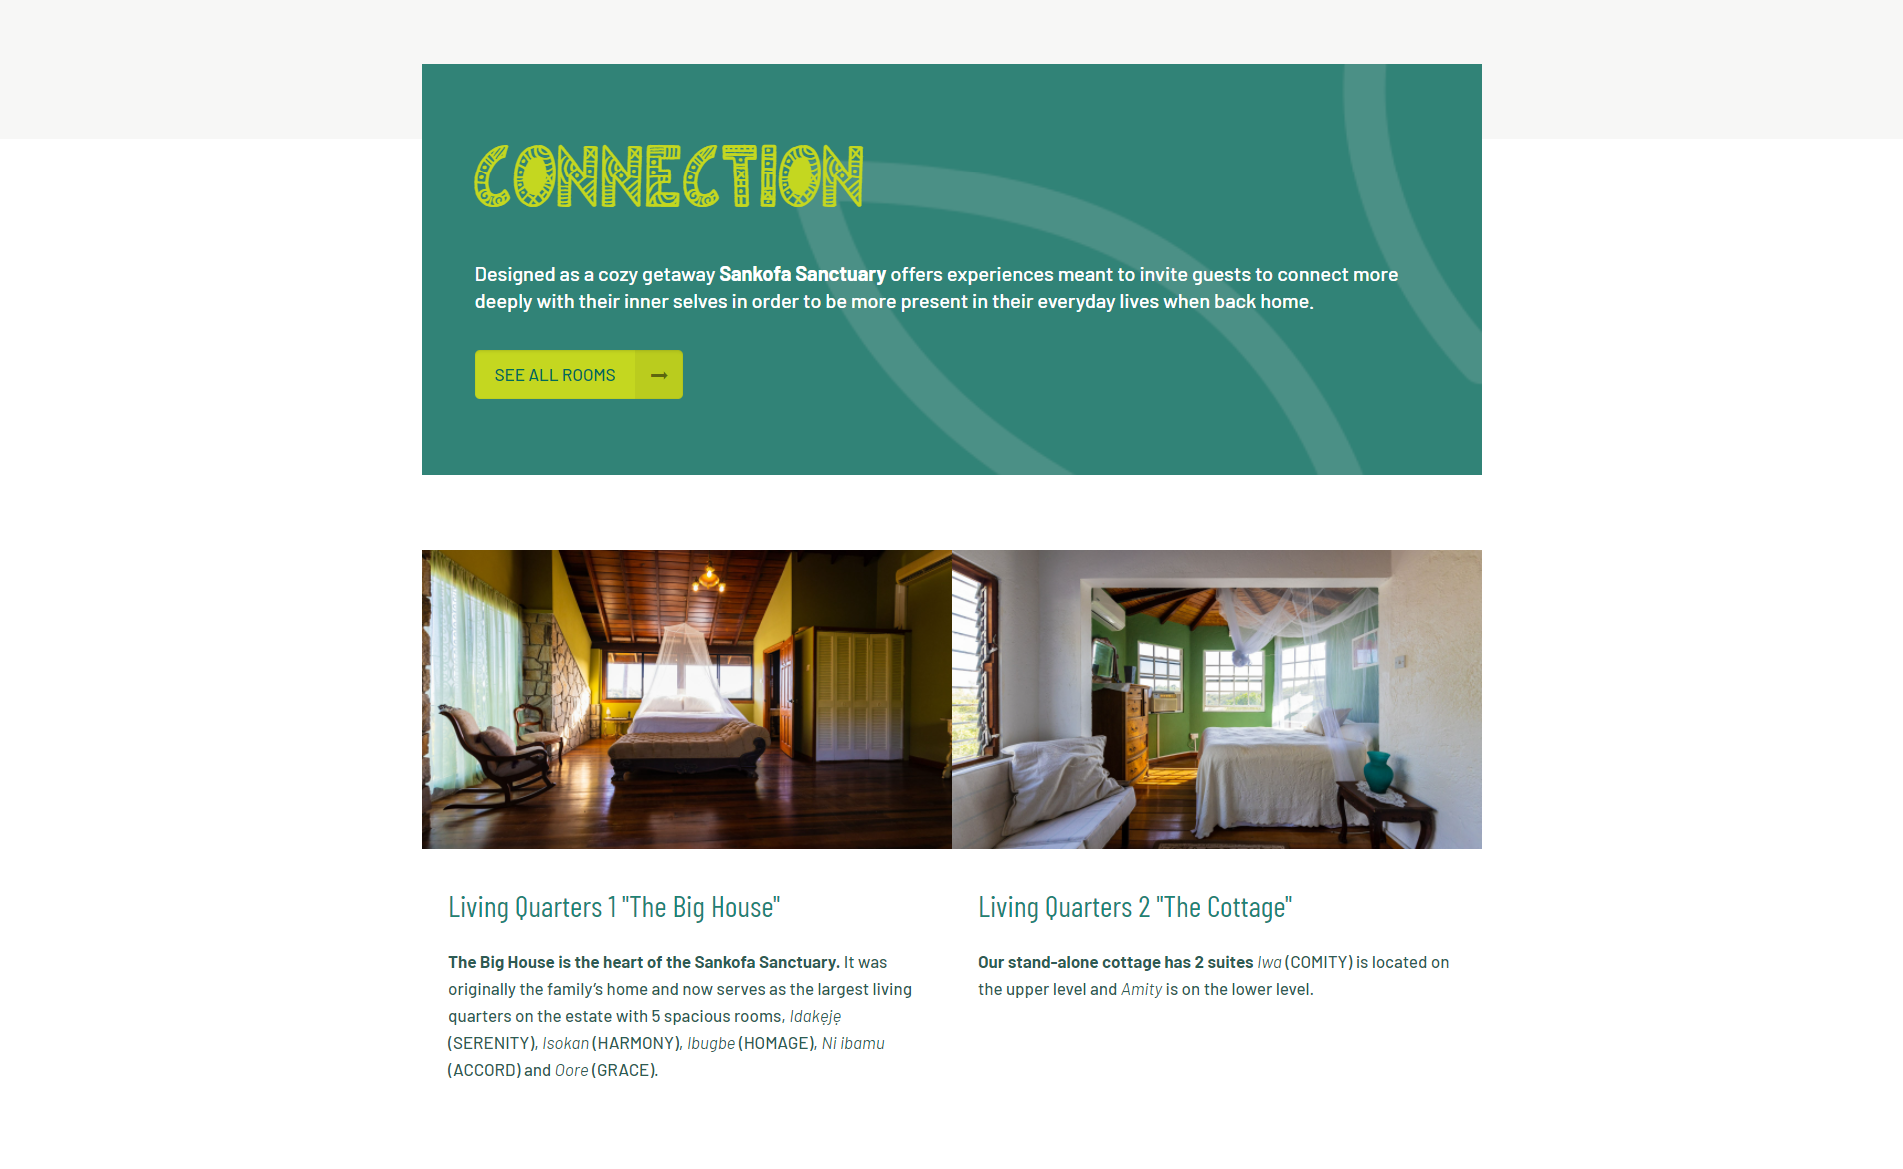 CONNECTION
Designed as a cozy getaway Sankofa Sanctuary offers experiences meant to invite guests to connect more
deeply with their inner selves in order to be more present in their everyday lives when back home.
SEE ALL ROOMS
Living Quarters 1 "The Big House"
The Big House is the heart of the Sankofa Sanctuary. It was
originally the family’s home and now serves as the largest living
quarters on the estate with 5 spacious rooms, Idakẹjẹ
(SERENITY), Isokan (HARMONY), Ibugbe (HOMAGE), Ni ibamu
(ACCORD) and Oore (GRACE).
Living Quarters 2 "The Cottage"
Our stand-alone cottage has 2 suites Iwa (COMITY) is located on
the upper level and Amity is on the lower level.